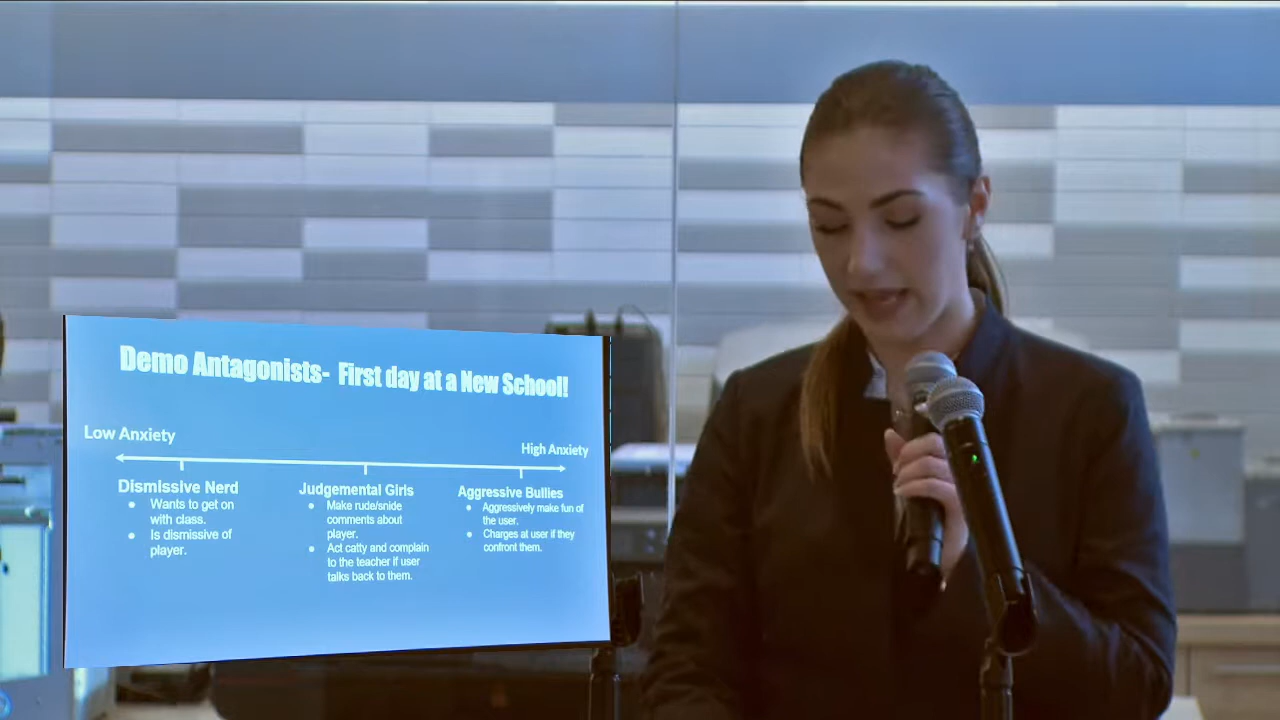 Demo Antagonists- First day at a New School!
Low Anxiety
High Anxiety
Dismissive Nerd
• Wants to get on
with class.
• Is dismissive of
player.
Judgemental Girls
• Make rude/snide
comments about
player.
• Act catty and complain
to the teacher if user
talks back to them.
Aggressive Bullies
• Aggressively make fun of
the user.
• Charges at user if they
confront them.